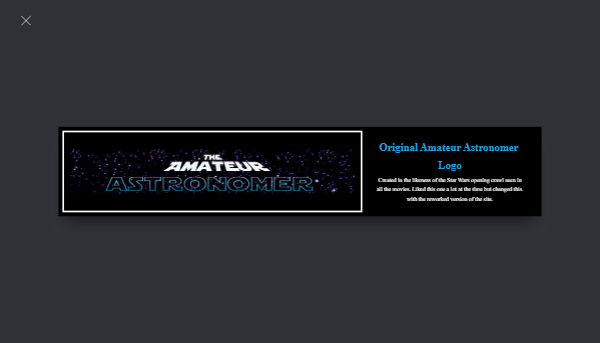 THE
AMATEUR
ASTRONOMER
Original Amateur Astronomer
Logo
Created in the likeness of the Star Wars opening crawl seen in
all the movies. Liked this one a lot at the time but changed this
with the reworked version of the site.